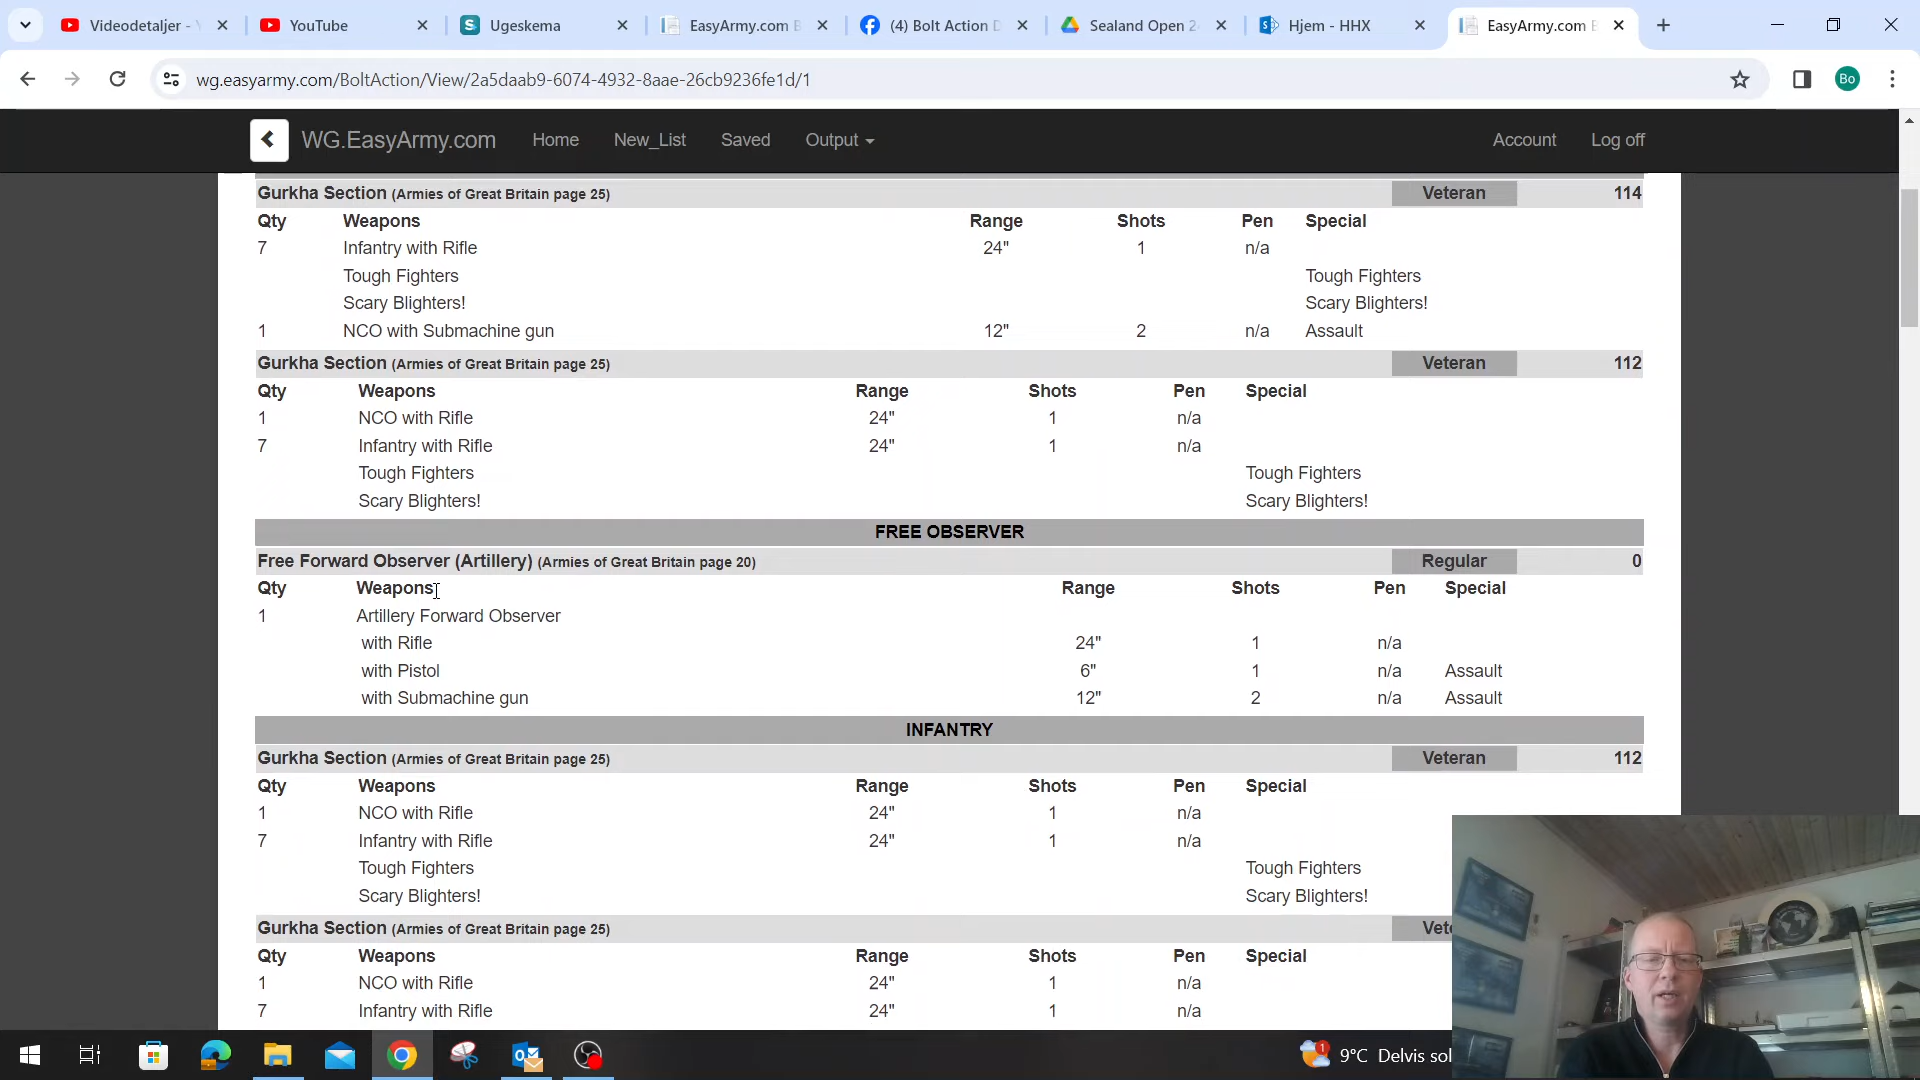 Videodetaljer - Y
YouTube
Ugeskema
EasyArmy.com B
(4) Bolt Action D
Sealand Open 2
Hjem - HHX
EasyArmy.com B
wg.easyarmy.com/BoltAction/View/2a5daab9-6074-4932-8aae-26cb9236fe1d/1
Bo
WG.EasyArmy.com Home New_List Saved Output Account Log off
Gurkha Section (Armies of Great Britain page 25) Veteran 114
Qty Weapons Range Shots Pen Special
7 Infantry with Rifle 24" 1 n/a
Tough Fighters Tough Fighters
Scary Blighters! Scary Blighters!
1 NCO with Submachine gun 12" 2 n/a Assault
Gurkha Section (Armies of Great Britain page 25) Veteran 112
Qty Weapons Range Shots Pen Special
1 NCO with Rifle 24" 1 n/a
7 Infantry with Rifle 24" 1 n/a
Tough Fighters Tough Fighters
Scary Blighters! Scary Blighters!
FREE OBSERVER
Free Forward Observer (Artillery) (Armies of Great Britain page 20) Regular 0
Qty Weapons Range Shots Pen Special
1 Artillery Forward Observer
with Rifle 24" 1 n/a
with Pistol 6" 1 n/a Assault
with Submachine gun 12" 2 n/a Assault
INFANTRY
Gurkha Section (Armies of Great Britain page 25) Veteran 112
Qty Weapons Range Shots Pen Special
1 NCO with Rifle 24" 1 n/a
7 Infantry with Rifle 24" 1 n/a
Tough Fighters Tough Fighters
Scary Blighters! Scary Blighters!
Gurkha Section (Armies of Great Britain page 25) Vete
Qty Weapons Range Shots Pen Special
1 NCO with Rifle 24" 1 n/a
7 Infantry with Rifle 24" 1 n/a
1 9°C Delvis sol